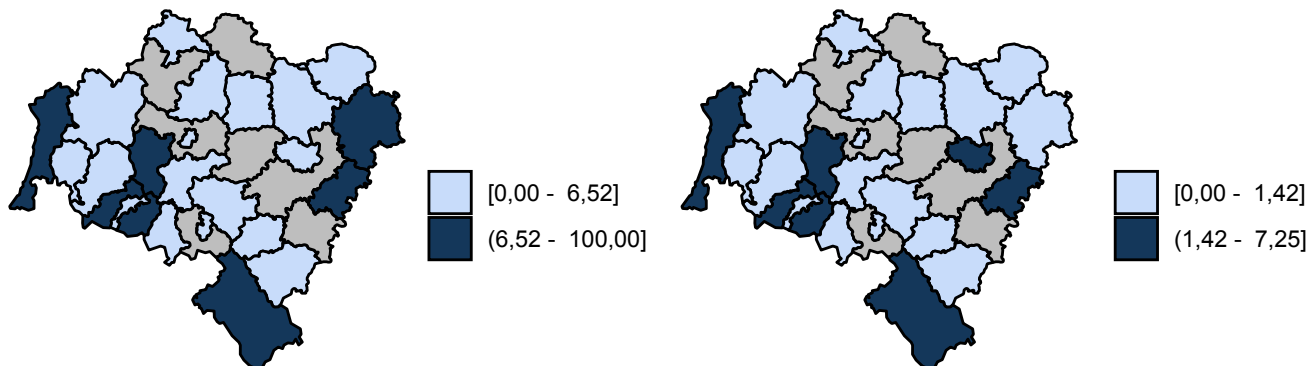 [0,00 - 6,52]
(6,52 - 100,00]
[0,00 - 1,42]
(1,42 - 7,25]